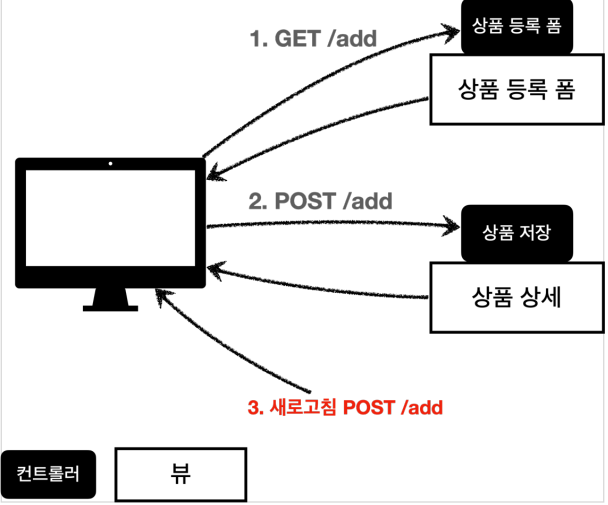 1. GET /add
상품 등록 폼
상품 등록 폼
2. POST /add
상품 저장
상품 상세
3. 새로고침 POST /add
컨트롤러
뷰